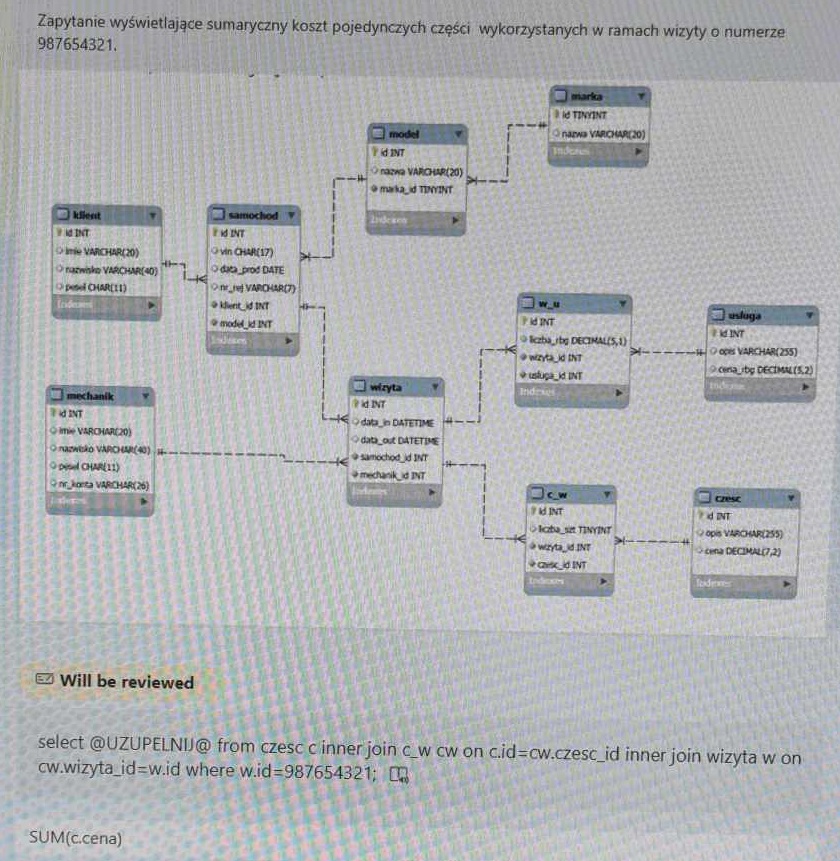 Zapytanie wyświetlające sumaryczny koszt pojedynczych części wykorzystanych w ramach wizyty o numerze
987654321.
marka
id TINYINT
nazwa VARCHAR(20)
Indexes
model
id INT
nazwa VARCHAR(20)
marka_id TINYINT
Indexes
klient
id INT
imie VARCHAR(20)
nazwisko VARCHAR(40)
pesel CHAR(11)
Indexes
samochod
id INT
vin CHAR(17)
data_prod DATE
nr_rej VARCHAR(7)
klient_id INT
model_id INT
Indexes
w_u
id INT
liczba_rbg DECIMAL(5,1)
wizyta_id INT
usluga_id INT
Indexes
usluga
id INT
opis VARCHAR(255)
cena_rbg DECIMAL(5,2)
Indexes
mechanik
id INT
imie VARCHAR(20)
nazwisko VARCHAR(40)
pesel CHAR(11)
nr_konta VARCHAR(26)
Indexes
wizyta
id INT
data_in DATETIME
data_out DATETIME
samochod_id INT
mechanik_id INT
Indexes
c_w
id INT
liczba_szt TINYINT
wizyta_id INT
czesc_id INT
Indexes
czesc
id INT
opis VARCHAR(255)
cena DECIMAL(7,2)
Indexes
Will be reviewed
select @UZUPELNIJ@ from czesc c inner join c_w cw on c.id=cw.czesc_id inner join wizyta w on
cw.wizyta_id=w.id where w.id=987654321;
SUM(c.cena)